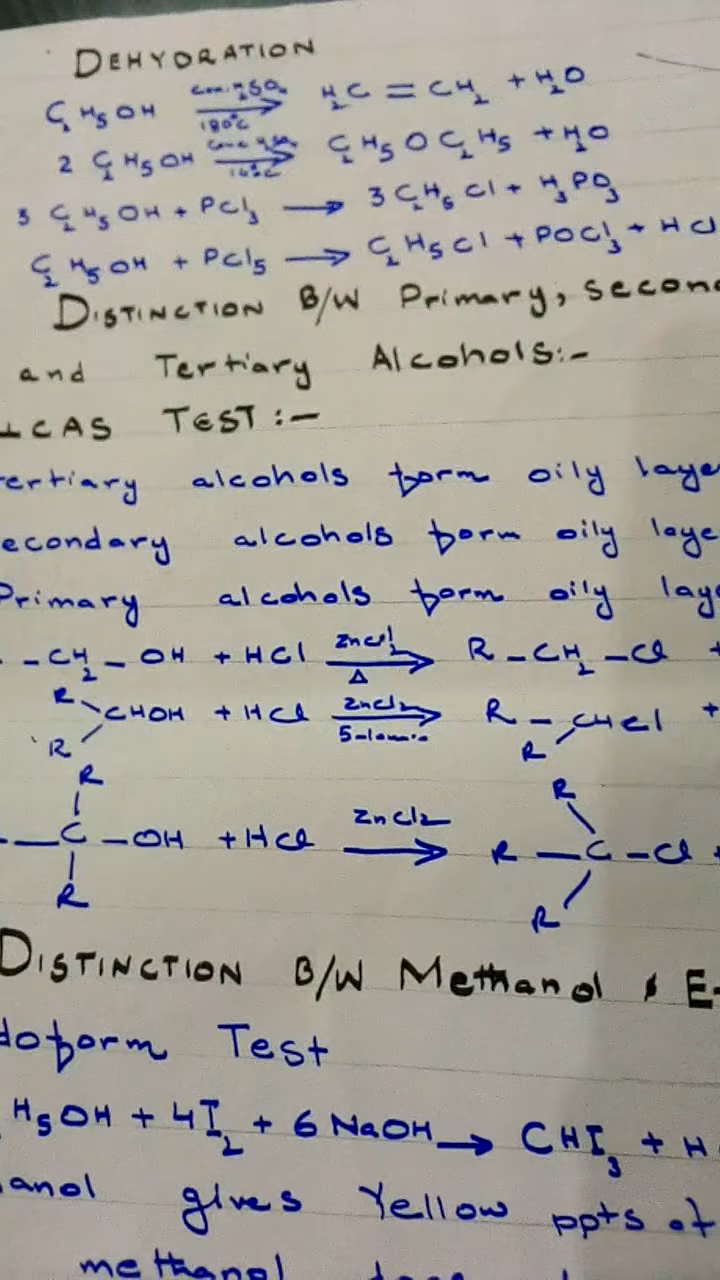 DEHYDRATION
C₂H₅OH →180°C H₂C = CH₂ + H₂O
2 C₂H₅OH → C₂H₅OC₂H₅ + H₂O
3 C₂H₅OH + PCl₃ → 3 C₂H₅Cl + H₃PO₃
C₂H₅OH + PCl₅ → C₂H₅Cl + POCl₃ + HCl
DISTINCTION B/W Primary, Second
and Tertiary Alcohols:-
LCAS TEST:-
ertiary alcohols form oily laye
econdary alcohols form oily laye
Primary alcohols form oily lay
-CH₂-OH + HCl ZnCl₂ →Δ R-CH₂-Cl +
R
CHOH + HCl ZnCl₂ → R-CHCl +
R R
R R
-C-OH + HCl ZnCl₂ → R-C-Cl +
R R
DISTINCTION B/W Methanol & E
doform Test
H₅OH + 4I₂ + 6NaOH → CHI₃ + H
anol gives Yellow ppts of
methanol